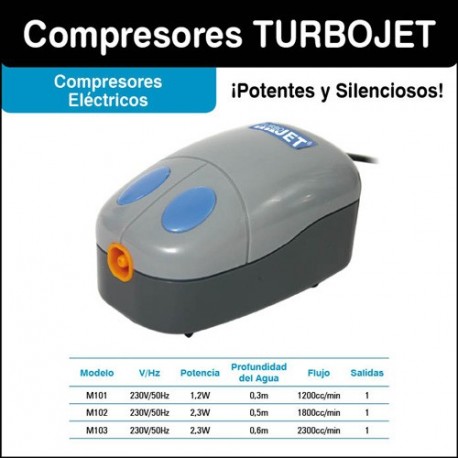 Compresores TURBOJET
Compresores
Eléctricos
¡Potentes y Silenciosos!
JET
Modelo V/Hz Potencia Profundidad del Agua Flujo Salidas
M101 230V/50Hz 1,2W 0,3m 1200cc/min 1
M102 230V/50Hz 2,3W 0,5m 1800cc/min 1
M103 230V/50Hz 2,3W 0,6m 2300cc/min 1